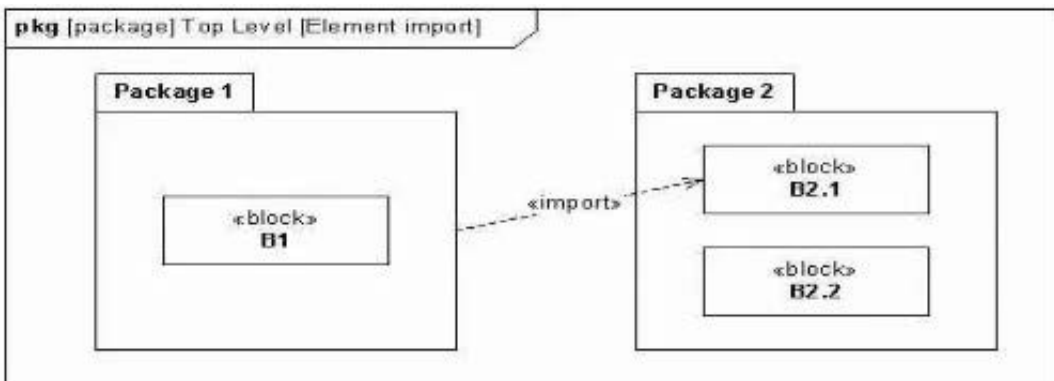 pkg [package] Top Level [Element import]
Package 1
Package 2
«block»
B1
«import»
«block»
B2.1
«block»
B2.2